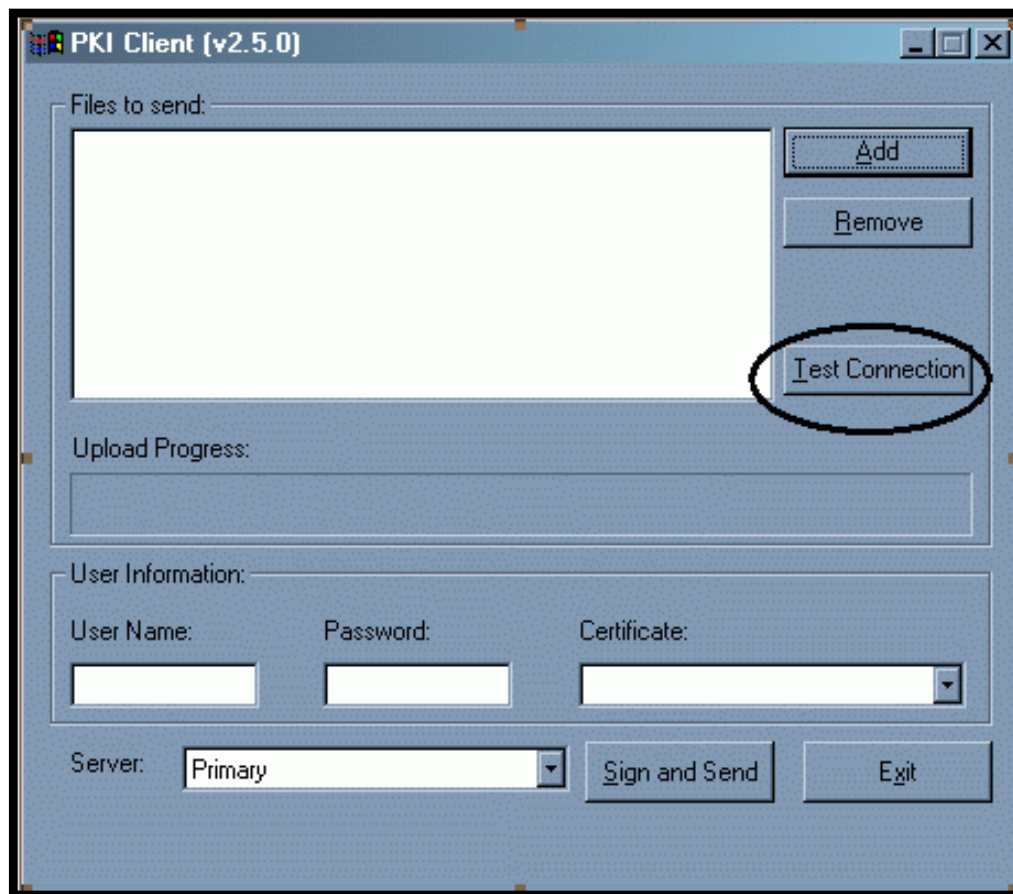 PKI Client (v2.5.0)
Files to send:
Add
Remove
Test Connection
Upload Progress:
User Information:
User Name: Password: Certificate:
Server: Primary Sign and Send Exit